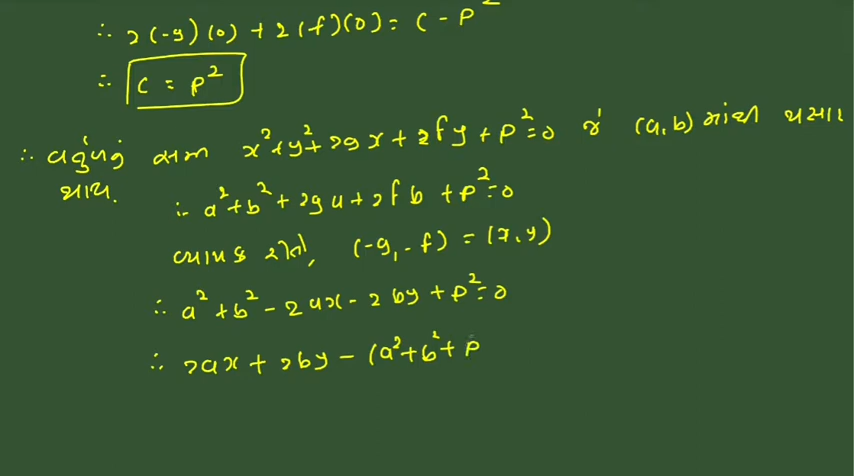 ∴ 2(-g)(0) + 2(f)(0) = C - P²
∴ C = P²
∴ વર્તુળનું સમી x² + y² + 2gx + 2fy + P² = 0 જે (a, b) માંથી પસાર
થાય.
∴ a² + b² + 2ga + 2fb + P² = 0
વ્યાપક રીતે, (-g, -f) = (x, y)
∴ a² + b² - 2ax - 2by + P² = 0
∴ 2ax + 2by - (a² + b² + P